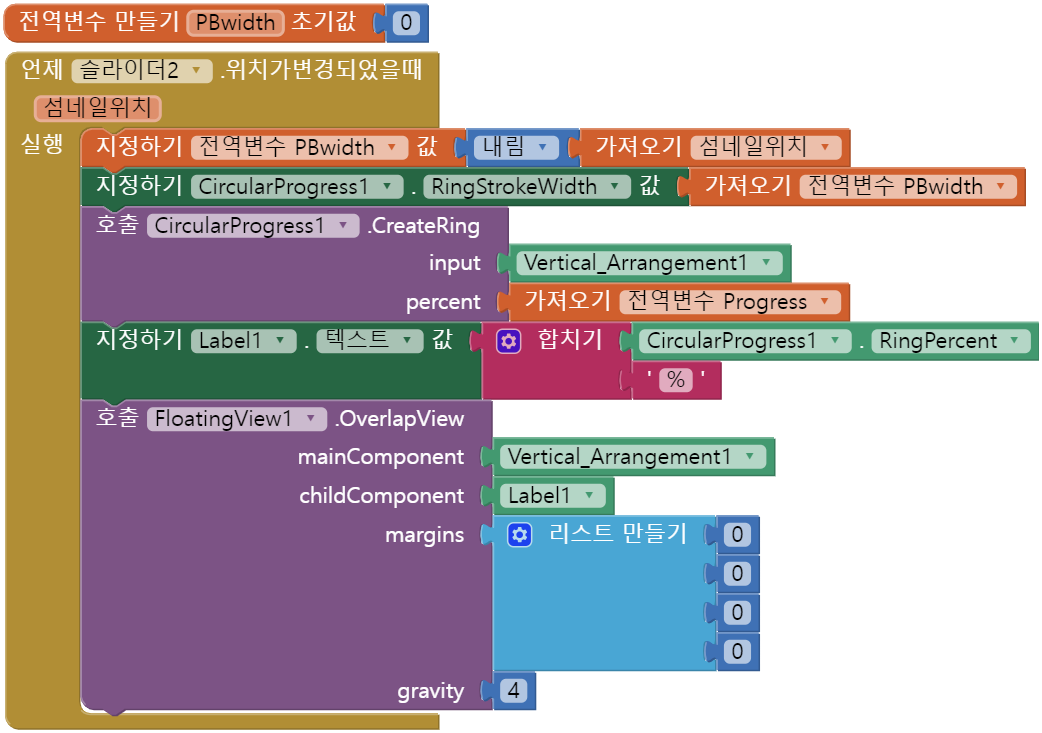 전역변수 만들기 PBwidth 초기값 0
언제 슬라이더2 .위치가변경되었을때
섬네일위치
실행 지정하기 전역변수 PBwidth 값 내림 가져오기 섬네일위치
지정하기 CircularProgress1 . RingStrokeWidth 값 가져오기 전역변수 PBwidth
호출 CircularProgress1 .CreateRing
input Vertical_Arrangement1
percent 가져오기 전역변수 Progress
지정하기 Label1 . 텍스트 값 합치기 CircularProgress1 . RingPercent
' % '
호출 FloatingView1 .OverlapView
mainComponent Vertical_Arrangement1
childComponent Label1
margins 리스트 만들기 0
0
0
0
gravity 4